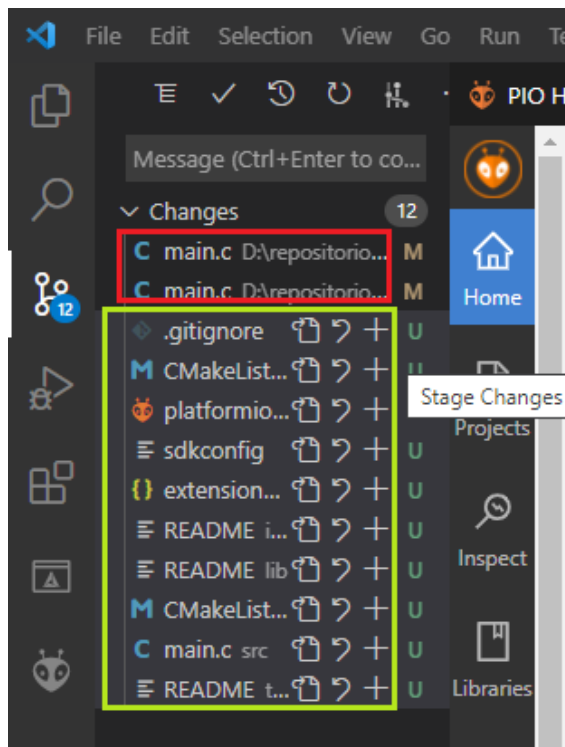 File Edit Selection View Go Run Te
PIO H
Message (Ctrl+Enter to co...
Changes 12
C main.c D:\repositorio... M
C main.c D:\repositorio... M
Home
12
.gitignore U
M CMakeList... U
Stage Changes
platformio...
Projects
sdkconfig U
{} extension... U
README i... U
Inspect
README lib U
M CMakeList... U
C main.c src U
README t... U
Libraries